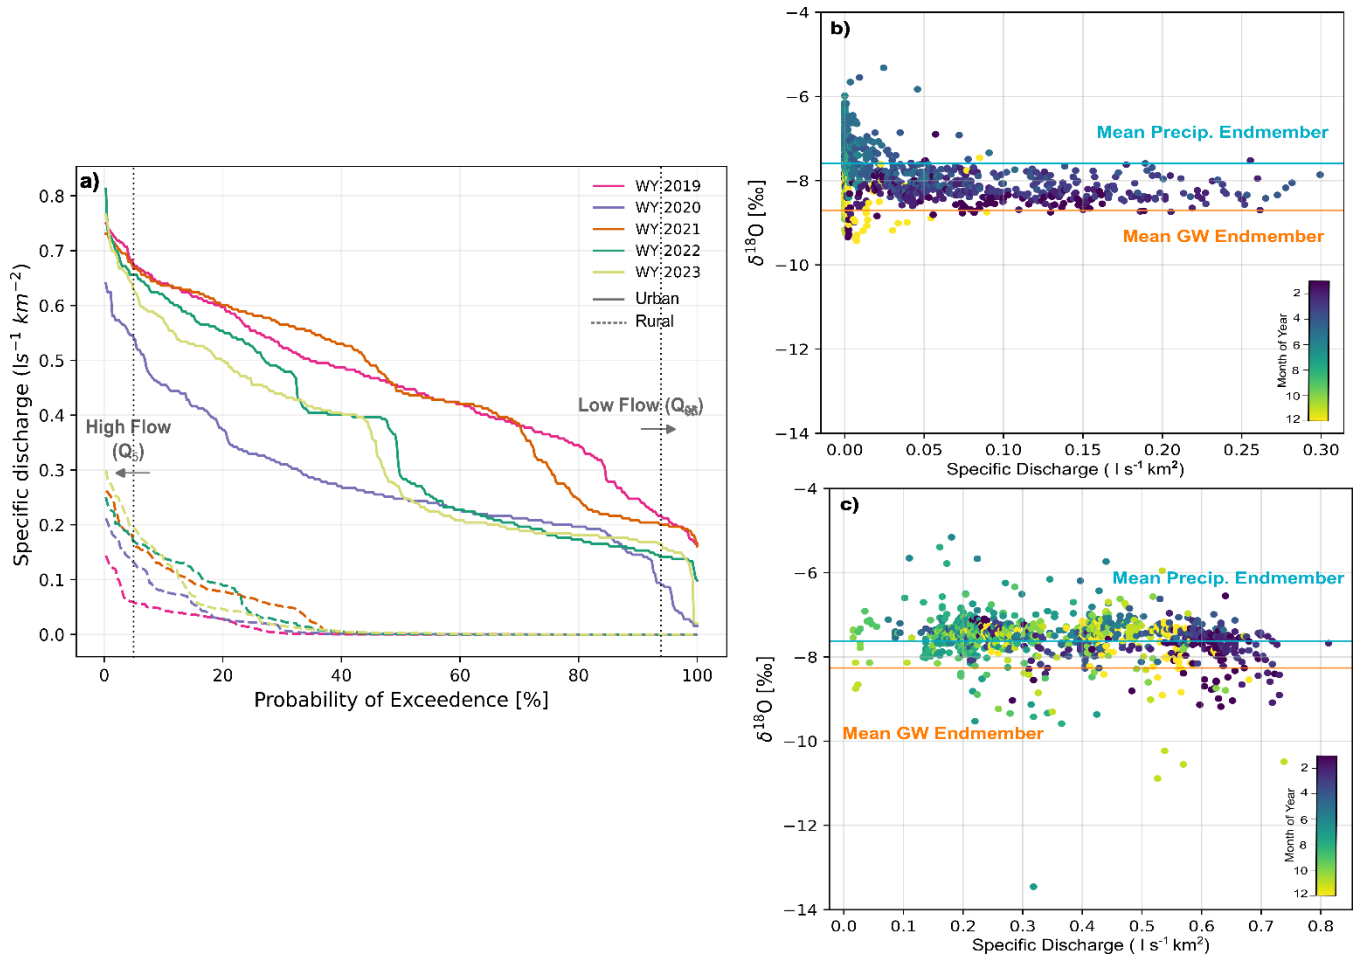 a)
WY 2019
WY 2020
WY 2021
WY 2022
WY 2023
Urban
Rural
High Flow
(Q5)
Low Flow (Q
0.8
0.7
0.6
0.5
0.4
0.3
0.2
0.1
0.0
Specific discharge (ls⁻¹ km⁻²)
0 20 40 60 80 100
Probability of Exceedence [%]
b)
−4
−6
−8
−10
−12
−14
δ¹⁸O [‰]
Mean Precip. Endmember
Mean GW Endmember
Month of Year
2
4
6
8
10
12
0.00 0.05 0.10 0.15 0.20 0.25 0.30
Specific Discharge ( l s⁻¹ km²)
c)
−4
−6
−8
−10
−12
−14
δ¹⁸O [‰]
Mean Precip. Endmember
Mean GW Endmember
Month of Year
2
4
6
8
10
12
0.0 0.1 0.2 0.3 0.4 0.5 0.6 0.7 0.8
Specific Discharge ( l s⁻¹ km²)